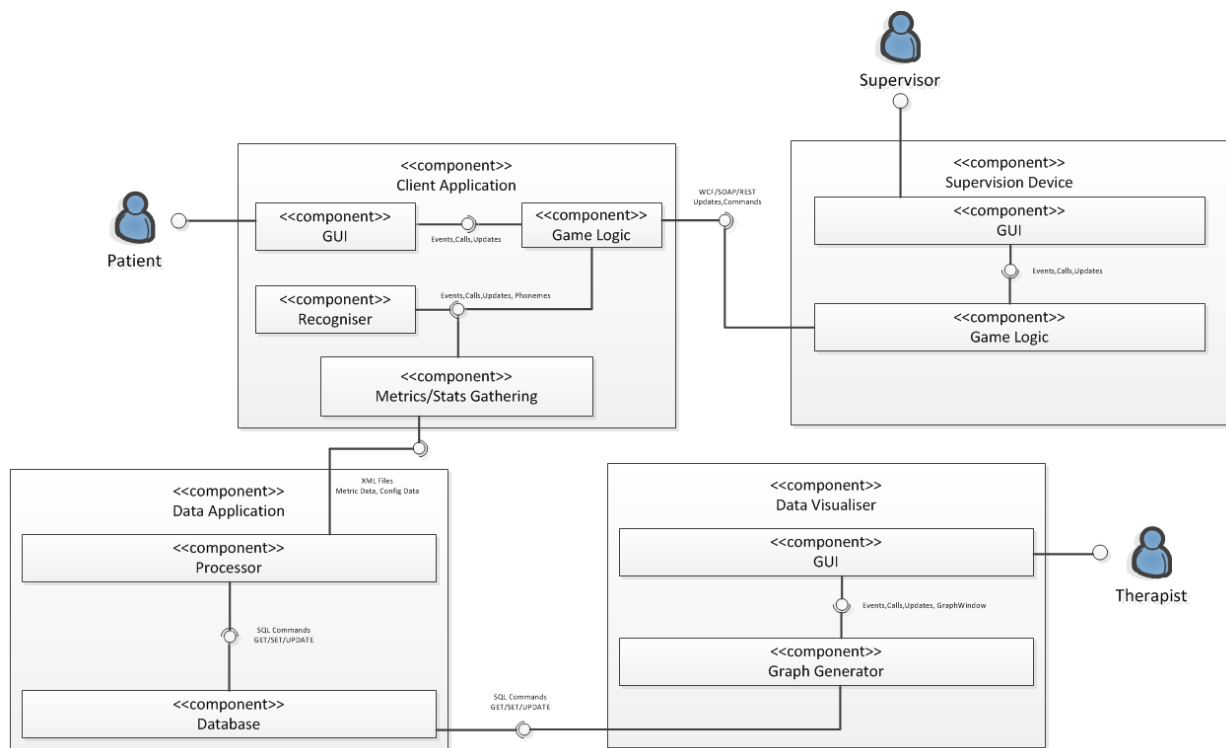 Supervisor
<<component>>
Client Application
Patient
<<component>>
GUI
Events,Calls,Updates
<<component>>
Game Logic
<<component>>
Recogniser
Events,Calls,Updates, Phonemes
<<component>>
Metrics/Stats Gathering
WCF/SOAP/REST
Updates,Commands
<<component>>
Supervision Device
<<component>>
GUI
Events,Calls,Updates
<<component>>
Game Logic
XML Files
Metric Data, Config Data
<<component>>
Data Application
<<component>>
Processor
SQL Commands
GET/SET/UPDATE
<<component>>
Database
SQL Commands
GET/SET/UPDATE
<<component>>
Data Visualiser
<<component>>
GUI
Therapist
Events,Calls,Updates, GraphWindow
<<component>>
Graph Generator